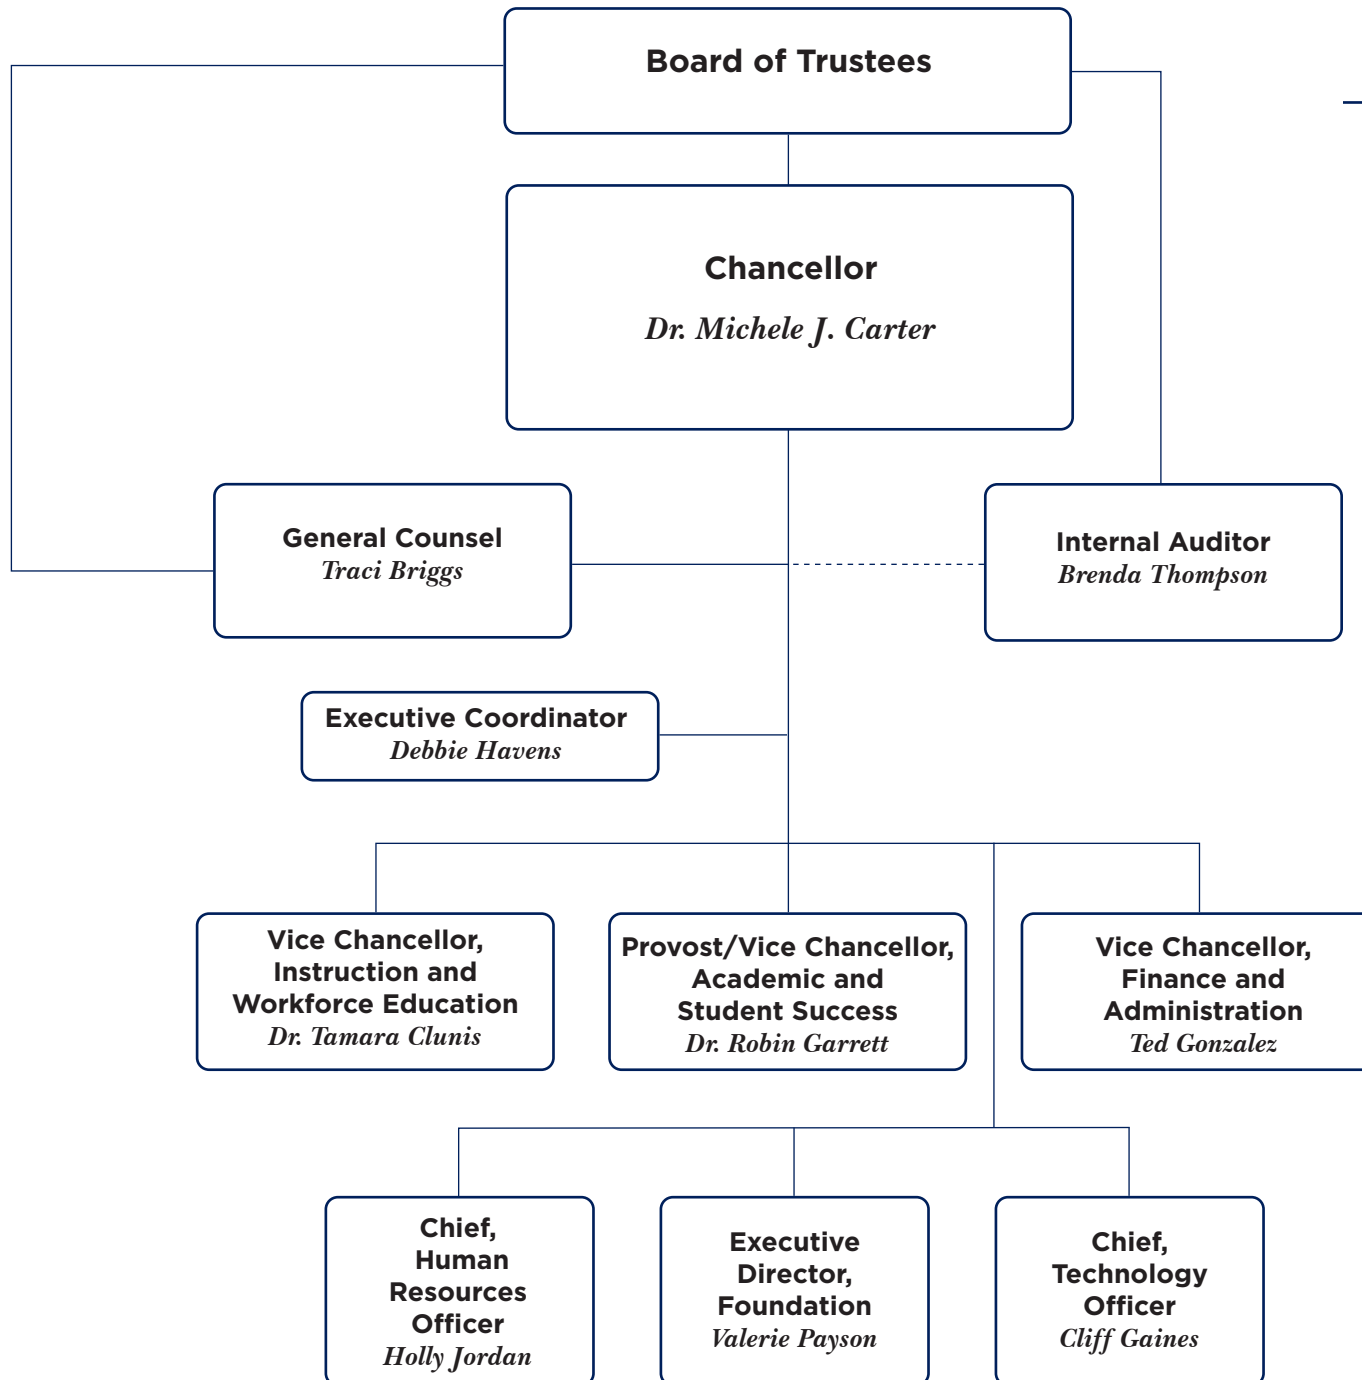 Board of Trustees
Chancellor
Dr. Michele J. Carter
General Counsel
Traci Briggs
Internal Auditor
Brenda Thompson
Executive Coordinator
Debbie Havens
Vice Chancellor,
Instruction and
Workforce Education
Dr. Tamara Clunis
Provost/Vice Chancellor,
Academic and
Student Success
Dr. Robin Garrett
Vice Chancellor,
Finance and
Administration
Ted Gonzalez
Chief,
Human
Resources
Officer
Holly Jordan
Executive
Director,
Foundation
Valerie Payson
Chief,
Technology
Officer
Cliff Gaines